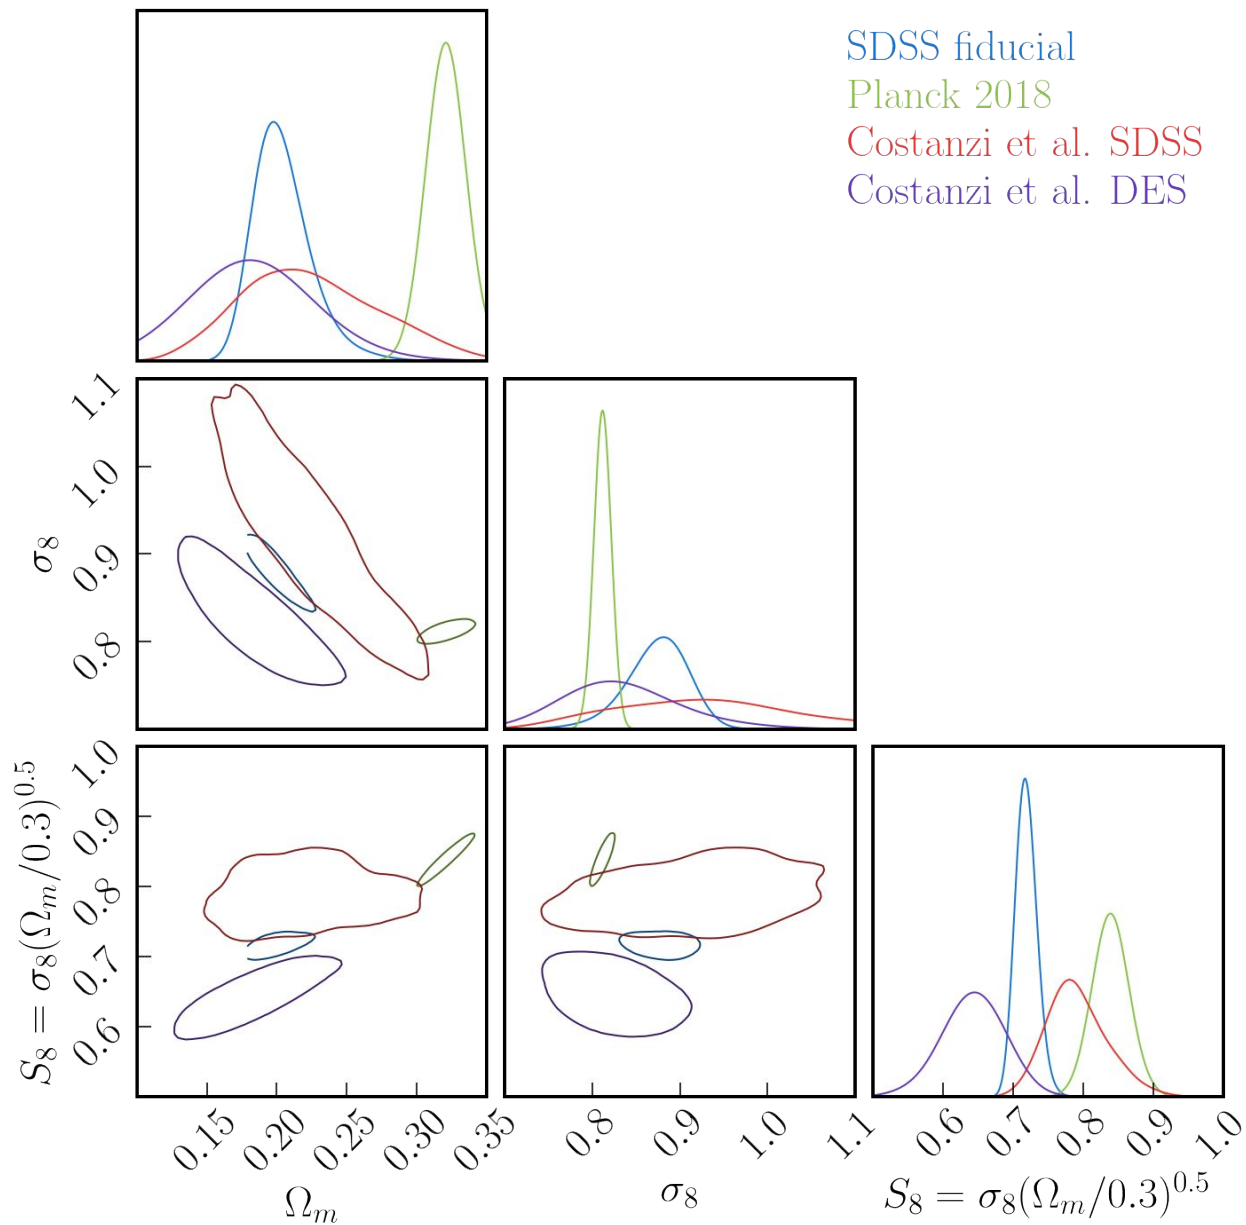 SDSS fiducial
Planck 2018
Costanzi et al. SDSS
Costanzi et al. DES
1.1
1.0
0.9
0.8
σ₈
1.0
0.9
0.8
0.7
0.6
S₈ = σ₈(Ωₘ/0.3)⁰·⁵
0.15
0.20
0.25
0.30
0.35
Ωₘ
0.8
0.9
1.0
1.1
σ₈
0.6
0.7
0.8
0.9
1.0
S₈ = σ₈(Ωₘ/0.3)⁰·⁵